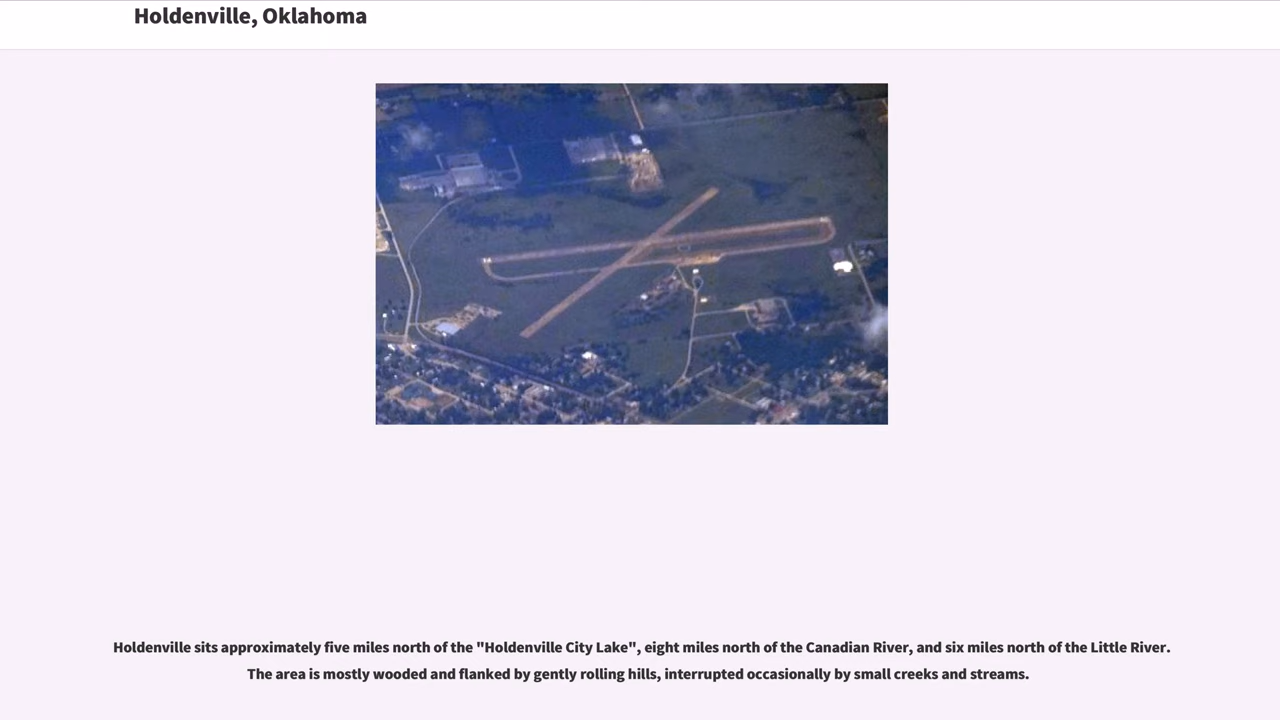 Holdenville, Oklahoma
Holdenville sits approximately five miles north of the "Holdenville City Lake", eight miles north of the Canadian River, and six miles north of the Little River.
The area is mostly wooded and flanked by gently rolling hills, interrupted occasionally by small creeks and streams.